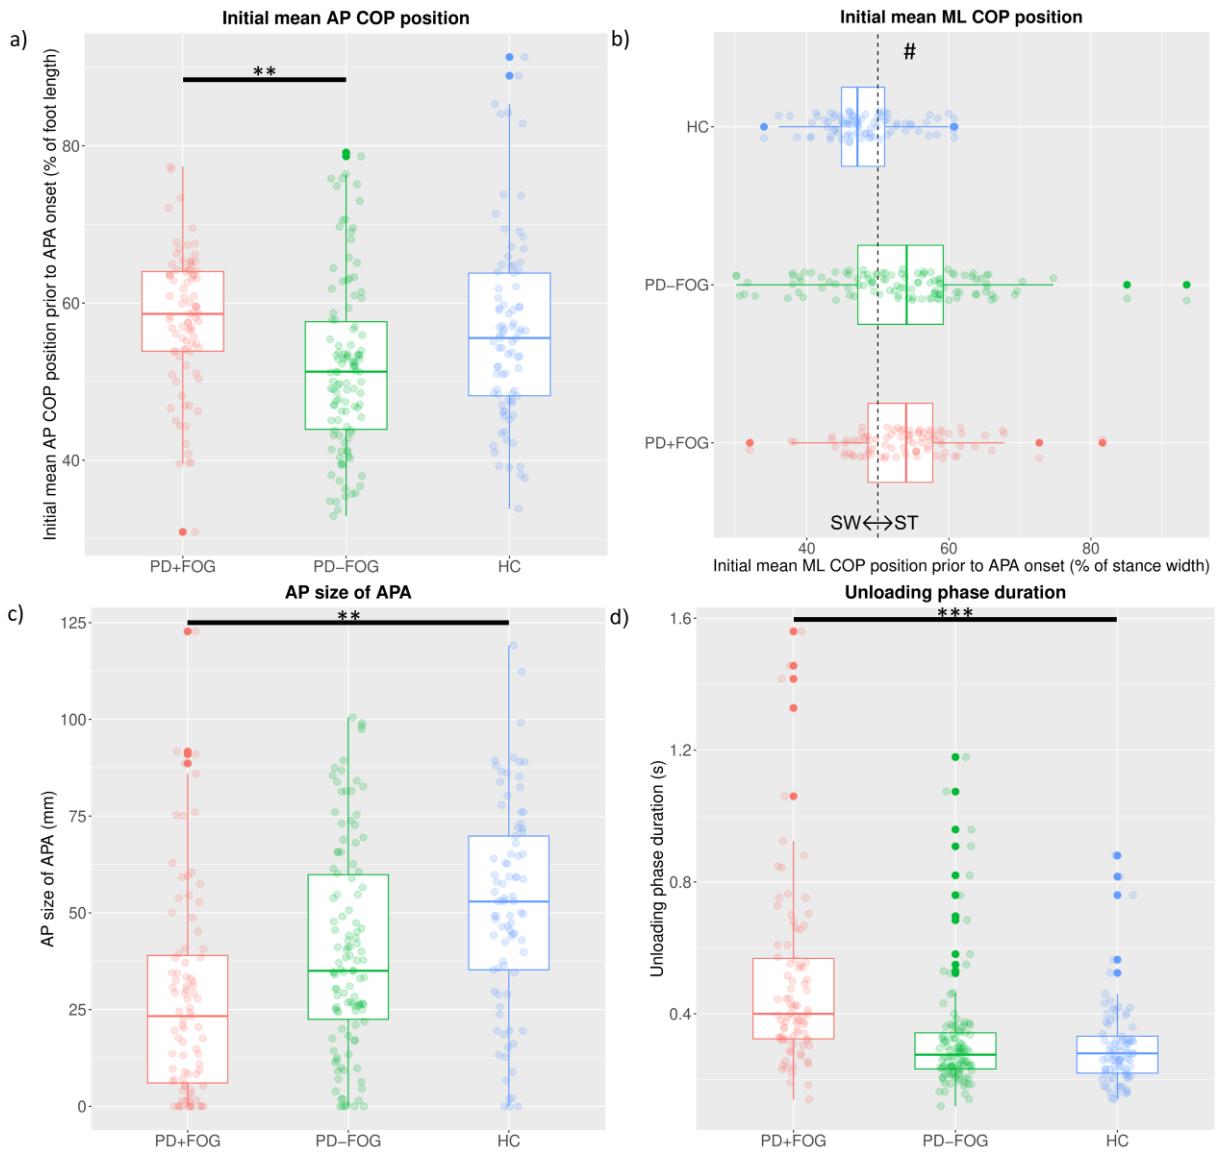 a)
Initial mean AP COP position
**
Initial mean AP COP position prior to APA onset (% of foot length)
80
60
40
PD+FOG
PD−FOG
HC
b)
Initial mean ML COP position
#
HC
PD−FOG
PD+FOG
SW ST
40
60
80
Initial mean ML COP position prior to APA onset (% of stance width)
c)
AP size of APA
**
AP size of APA (mm)
125
100
75
50
25
0
PD+FOG
PD−FOG
HC
d)
Unloading phase duration
***
Unloading phase duration (s)
1.6
1.2
0.8
0.4
PD+FOG
PD−FOG
HC